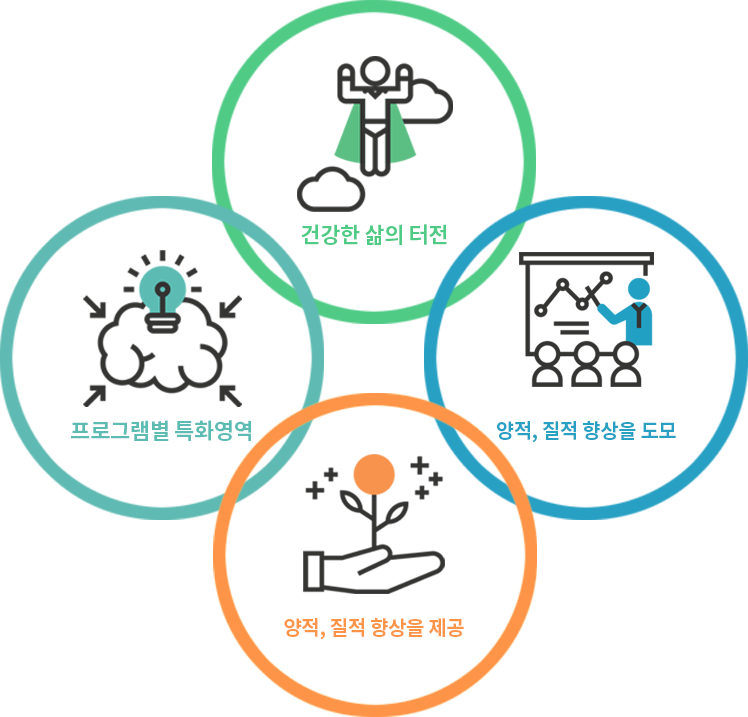 건강한 삶의 터전
프로그램별 특화영역
양적, 질적 향상을 도모
양적, 질적 향상을 제공